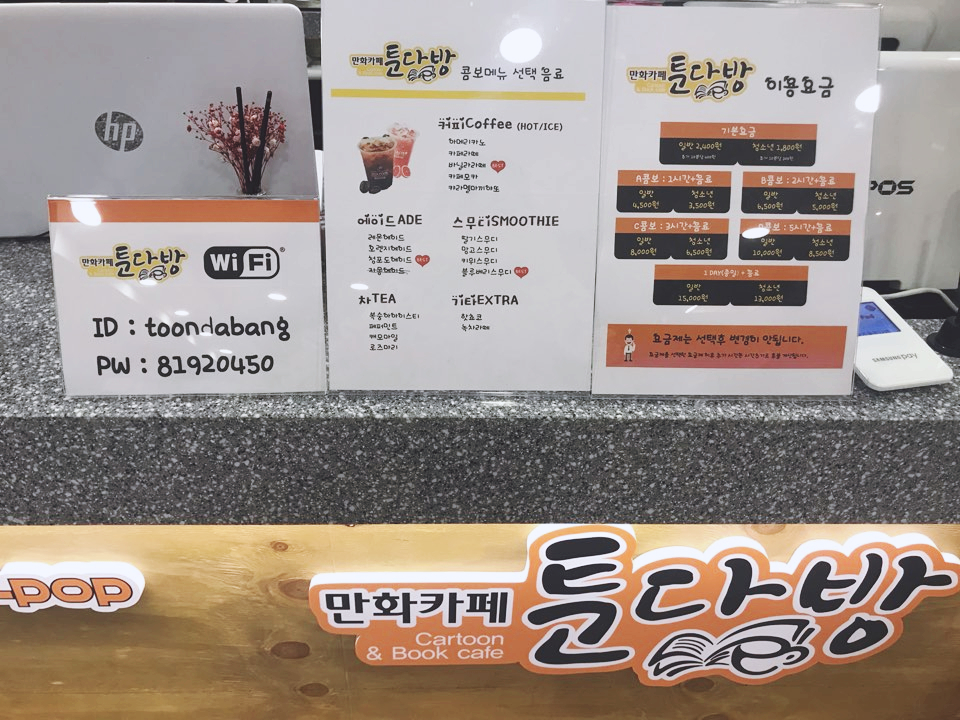 hp
만화카페 툰다방
WiFi
ID : toondabang
PW : 81920450
만화카페 툰다방 콤보메뉴 선택 음료
커피Coffee (HOT/ICE)
아메리카노
카페라떼
바닐라라떼 BEST
카페모카
카라멜마끼아또
에이드ADE
레몬에이드
오렌지에이드
청포도에이드 BEST
자몽에이드
스무디SMOOTHIE
딸기스무디
망고스무디
키위스무디
블루베리스무디 BEST
차TEA
복숭아아이스티
페퍼민트
캐모마일
로즈마리
기타EXTRA
핫초코
녹차라떼
만화카페 툰다방 이용요금
기본요금
일반 2,400원 청소년 1,800원
A콤보 : 1시간+음료
일반 청소년
4,500원 3,500원
B콤보 : 2시간+음료
일반 청소년
6,500원 5,000원
C콤보 : 3시간+음료
일반 청소년
8,000원 6,500원
D콤보 : 5시간+음료
일반 청소년
10,000원 8,500원
1 DAY(종일) + 음료
일반 청소년
15,000원 13,000원
요금제는 선택후 변경이 안됩니다.
POS
SAMSUNG pay
-POP
만화카페 툰다방
Cartoon
& Book cafe